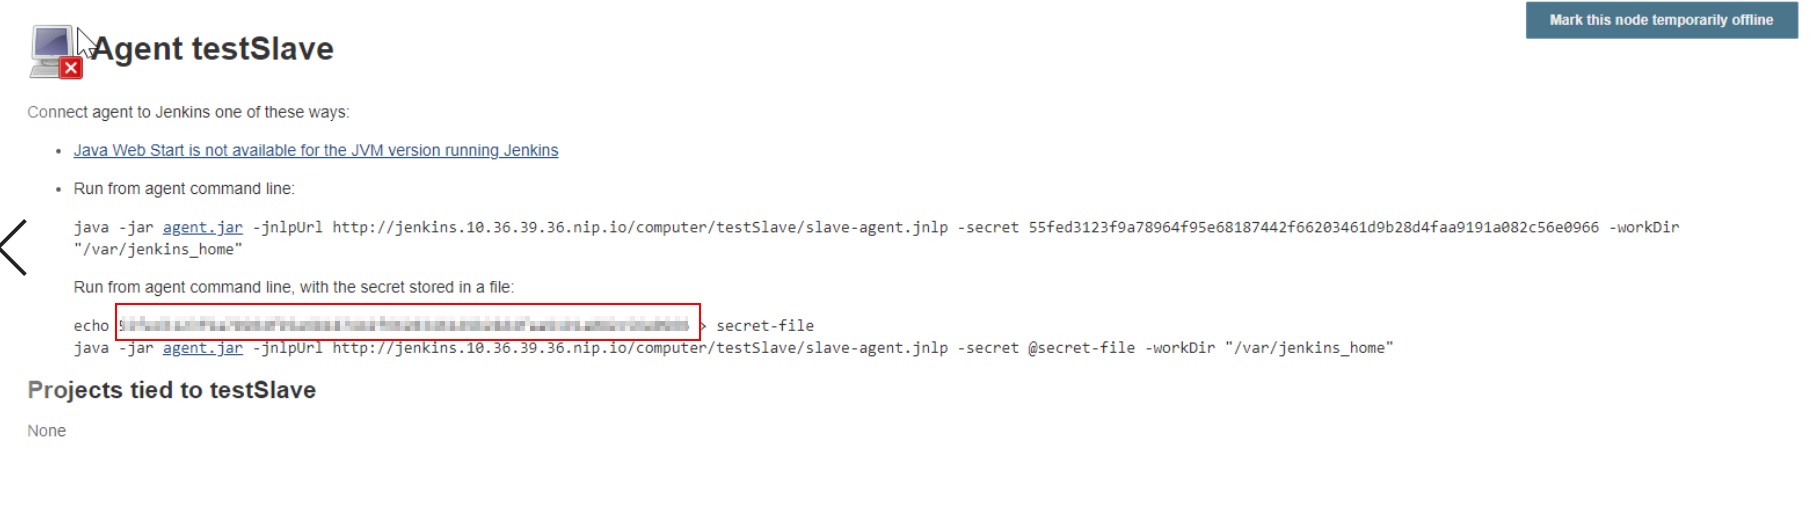 Mark this node temporarily offline
Agent testSlave
Connect agent to Jenkins one of these ways:
Java Web Start is not available for the JVM version running Jenkins
Run from agent command line:
java -jar agent.jar -jnlpUrl http://jenkins.10.36.39.36.nip.io/computer/testSlave/slave-agent.jnlp -secret 55fed3123f9a78964f95e68187442f66203461d9b28d4faa9191a082c56e0966 -workDir
"/var/jenkins_home"
Run from agent command line, with the secret stored in a file:
echo > secret-file
java -jar agent.jar -jnlpUrl http://jenkins.10.36.39.36.nip.io/computer/testSlave/slave-agent.jnlp -secret @secret-file -workDir "/var/jenkins_home"
Projects tied to testSlave
None